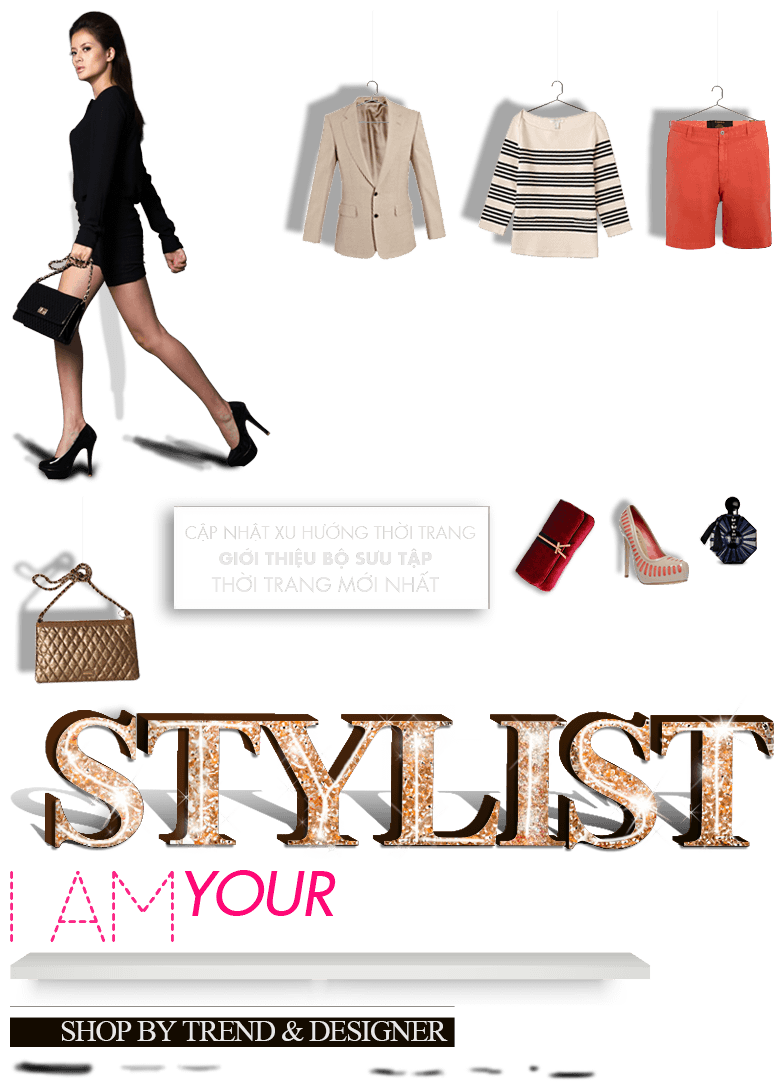 CẬP NHẬT XU HƯỚNG THỜI TRANG
GIỚI THIỆU BỘ SƯU TẬP
THỜI TRANG MỚI NHẤT
STYLIST
I AM YOUR
SHOP BY TREND & DESIGNER